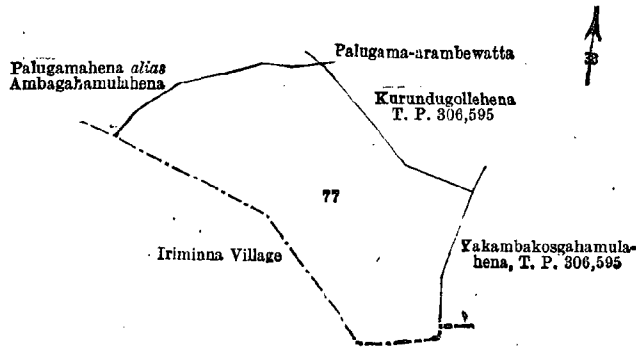 Palugama-arambewatta
Palugamahena alias
Ambagahamulahena
Kurundugollehena
T. P. 306,595
77
Iriminna Village
Yakambakosgahamula-
hena, T. P. 306,595